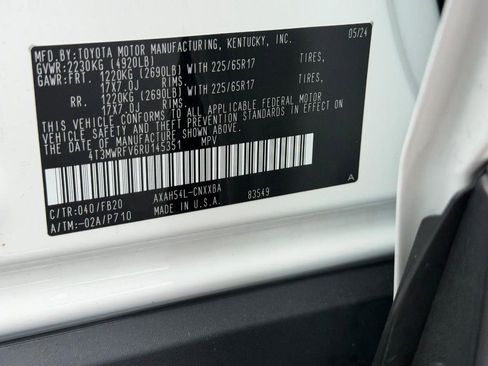 MFD.BY:TOYOTA MOTOR MANUFACTURING, KENTUCKY, INC. 05/24
GVWR:2230KG (4920LB)
GAWR:FRT. 1220KG (2690LB) WITH 225/65R17 TIRES,
17X7.0J RIMS.
RR. 1220KG (2690LB) WITH 225/65R17 TIRES,
17X7.0J RIMS.
THIS VEHICLE CONFORMS TO ALL APPLICABLE FEDERAL MOTOR
VEHICLE SAFETY AND THEFT PREVENTION STANDARDS IN EFFECT
ON THE DATE OF MANUFACTURE SHOWN ABOVE.
4T3MWRFV6RU145351 MPV
C/TR:040/FB20 AXAH54L-CNXXBA 83549 A
A/TM:-02A/P710 MADE IN U.S.A.